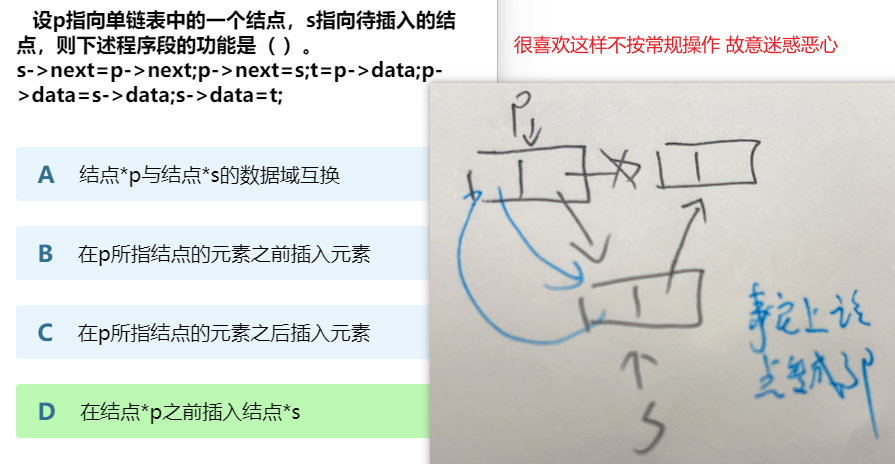 设p指向单链表中的一个结点，s指向待插入的结
点，则下述程序段的功能是（ ）。
s->next=p->next;p->next=s;t=p->data;p-
>data=s->data;s->data=t;
很喜欢这样不按常规操作 故意迷惑恶心
A 结点*p与结点*s的数据域互换
B 在p所指结点的元素之前插入元素
C 在p所指结点的元素之后插入元素
D 在结点*p之前插入结点*s
P
S
事实上该
点变成了P